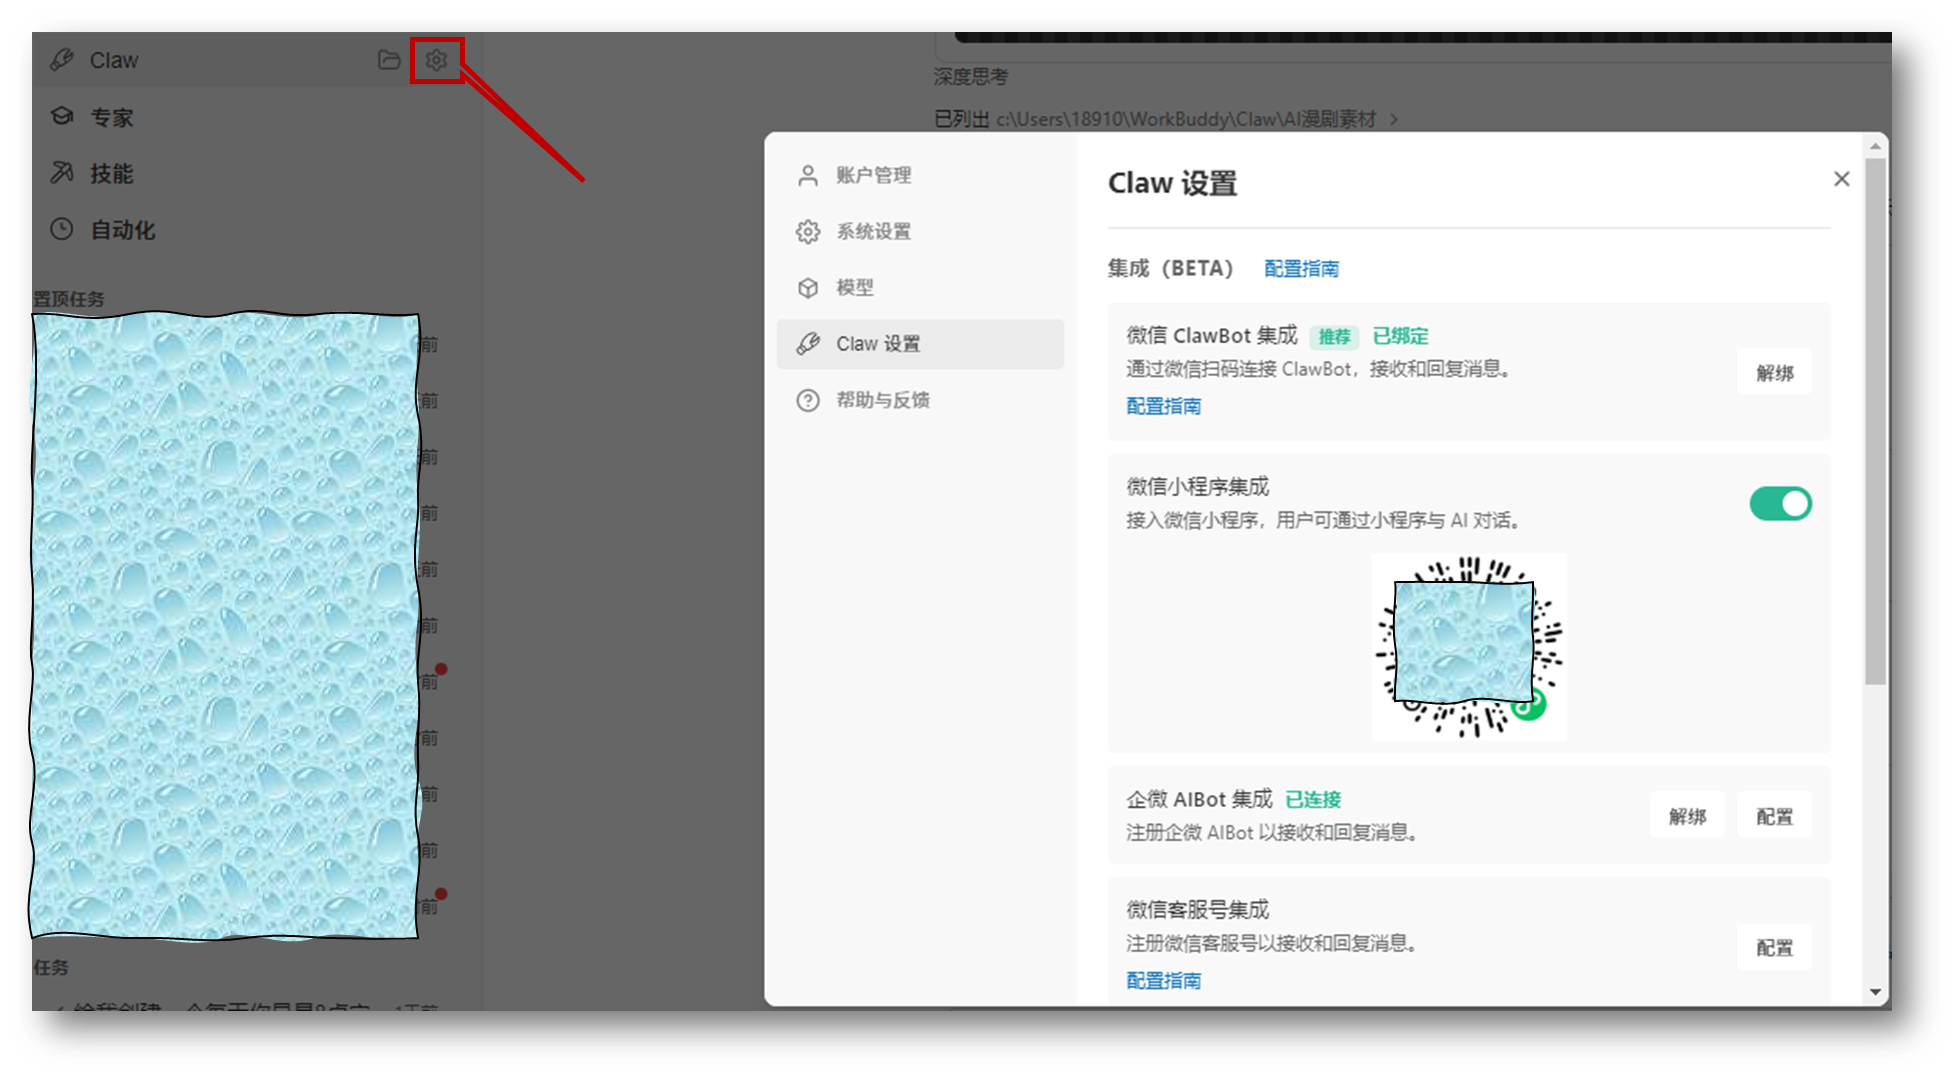 Claw
专家
技能
自动化
置顶任务
前
前
前
前
前
前
前
前
前
前
前
任务
深度思考
已列出 c:\Users\18910\WorkBuddy\Claw\AI漫剧素材 >
账户管理
系统设置
模型
Claw 设置
帮助与反馈
Claw 设置
集成（BETA） 配置指南
微信 ClawBot 集成 推荐 已绑定
通过微信扫码连接 ClawBot，接收和回复消息。
解绑
配置指南
微信小程序集成
接入微信小程序，用户可通过小程序与 AI 对话。
企微 AIBot 集成 已连接
注册企微 AIBot 以接收和回复消息。
解绑 配置
微信客服号集成
注册微信客服号以接收和回复消息。
配置
配置指南